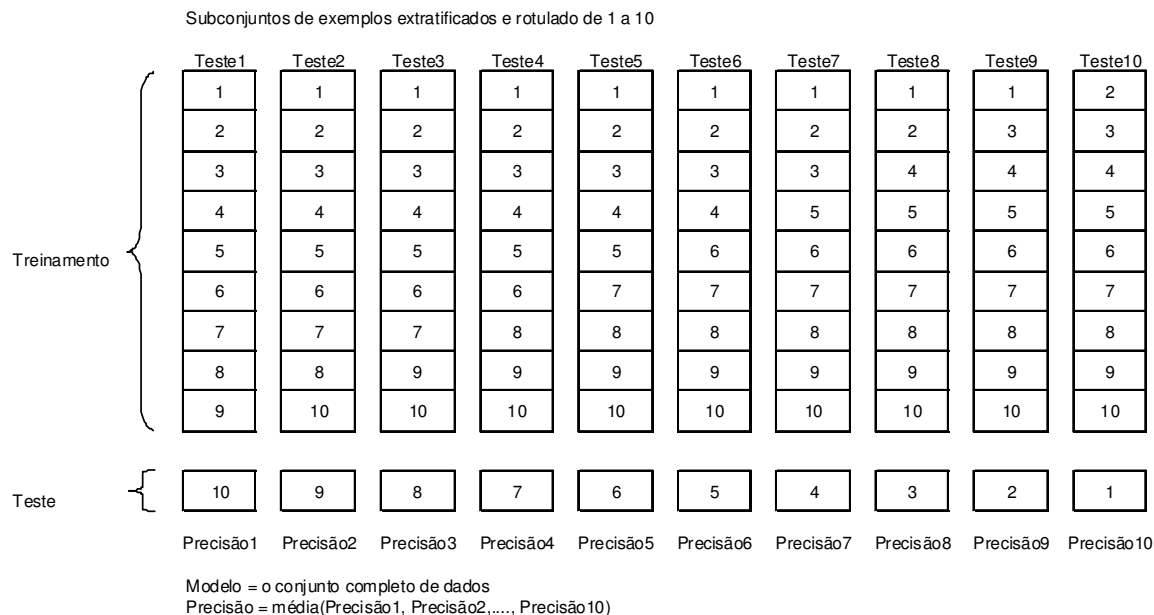 Subconjuntos de exemplos extratificados e rotulado de 1 a 10
Teste1 Teste2 Teste3 Teste4 Teste5 Teste6 Teste7 Teste8 Teste9 Teste10
1 1 1 1 1 1 1 1 1 2
2 2 2 2 2 2 2 2 3 3
3 3 3 3 3 3 3 4 4 4
4 4 4 4 4 4 5 5 5 5
Treinamento
5 5 5 5 5 6 6 6 6 6
6 6 6 6 7 7 7 7 7 7
7 7 7 8 8 8 8 8 8 8
8 8 9 9 9 9 9 9 9 9
9 10 10 10 10 10 10 10 10 10
Teste
10 9 8 7 6 5 4 3 2 1
Precisão1 Precisão2 Precisão3 Precisão4 Precisão5 Precisão6 Precisão7 Precisão8 Precisão9 Precisão10
Modelo = o conjunto completo de dados
Precisão = média(Precisão1, Precisão2,...., Precisão10)